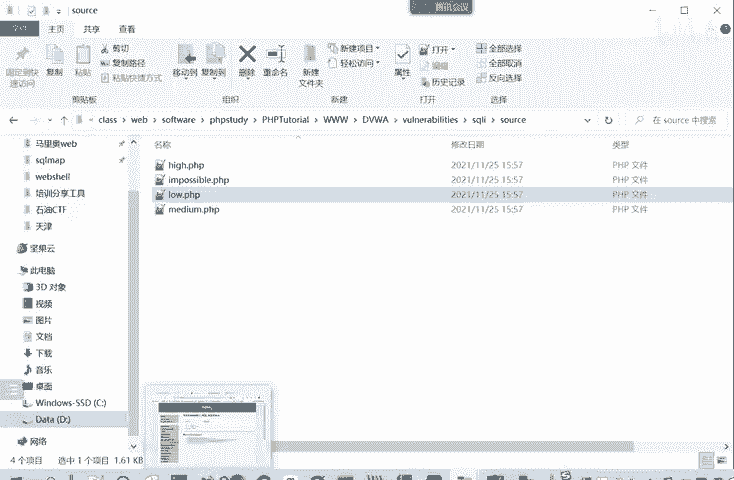 source
腾讯会议
主页 共享 查看
固定到快速访问
复制
粘贴
剪切
复制路径
粘贴快捷方式
剪贴板
移动到
复制到
删除
重命名
组织
新建文件夹
新建项目
轻松访问
新建
属性
打开
编辑
历史记录
打开
全部选择
全部取消
反向选择
选择
class > web > software > phpstudy > PHPTutorial > WWW > DVWA > vulnerabilities > sqli > source
在 source 中搜索
名称 修改日期 类型
high.php 2021/11/25 15:57 PHP 文件
impossible.php 2021/11/25 15:57 PHP 文件
low.php 2021/11/25 15:57 PHP 文件
medium.php 2021/11/25 15:57 PHP 文件
马里奥web
sqlmap
webshell
培训分享工具
石油CTF
天津
坚果云
此电脑
3D 对象
视频
图片
文档
下载
音乐
桌面
Windows-SSD (C:)
Data (D:)
网络
4 个项目 选中 1 个项目 1.61 KB